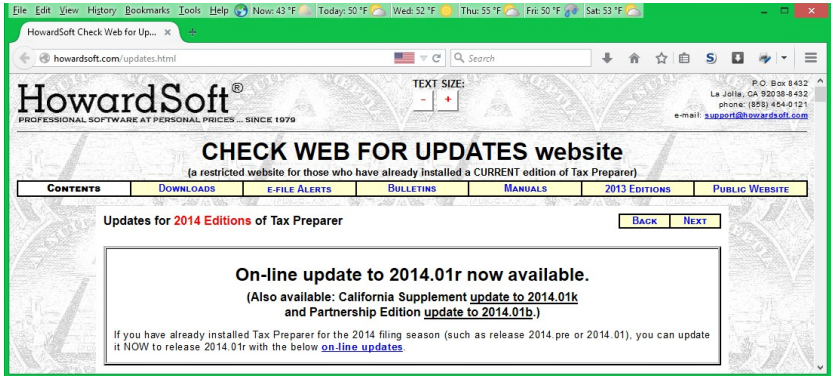 File Edit View History Bookmarks Tools Help Now: 43 °F Today: 50 °F Wed: 52 °F Thu: 55 °F Fri: 50 °F Sat: 53 °F
HowardSoft Check Web for Up... × +
howardsoft.com/updates.html Search
HowardSoft®
PROFESSIONAL SOFTWARE AT PERSONAL PRICES ... SINCE 1979
TEXT SIZE:
- +
P.O. Box 8432
La Jolla, CA 92038-8432
phone: (858) 454-0121
e-mail: support@howardsoft.com
CHECK WEB FOR UPDATES website
(a restricted website for those who have already installed a CURRENT edition of Tax Preparer)
CONTENTS DOWNLOADS E-FILE ALERTS BULLETINS MANUALS 2013 EDITIONS PUBLIC WEBSITE
Updates for 2014 Editions of Tax Preparer BACK NEXT
On-line update to 2014.01r now available.
(Also available: California Supplement update to 2014.01k
and Partnership Edition update to 2014.01b.)
If you have already installed Tax Preparer for the 2014 filing season (such as release 2014.pre or 2014.01), you can update
it NOW to release 2014.01r with the below on-line updates.